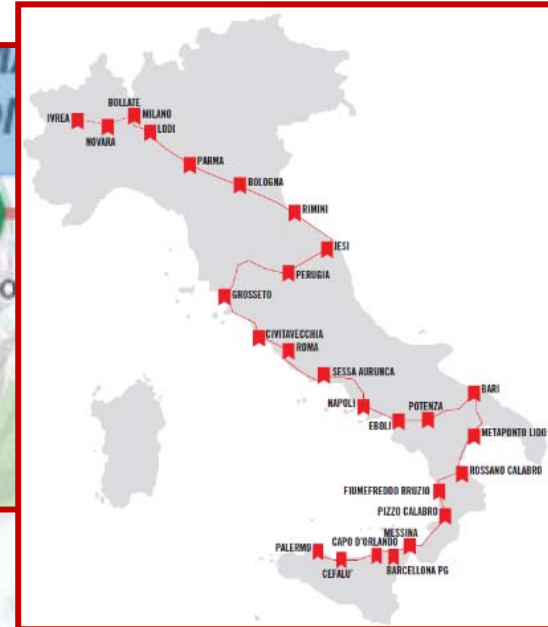 BOLLATE
IVREA
MILANO
LODI
NOVARA
PARMA
BOLOGNA
RIMINI
JESI
PERUGIA
GROSSETO
CIVITAVECCHIA
ROMA
SESSA AURUNCA
BARI
NAPOLI
POTENZA
EBOLI
METAPONTO LIDO
ROSSANO CALABRO
FIUMEFREDDO BRUZIO
PIZZO CALABRO
MESSINA
CAPO D'ORLANDO
PALERMO
BARCELLONA PG
CEFALU'